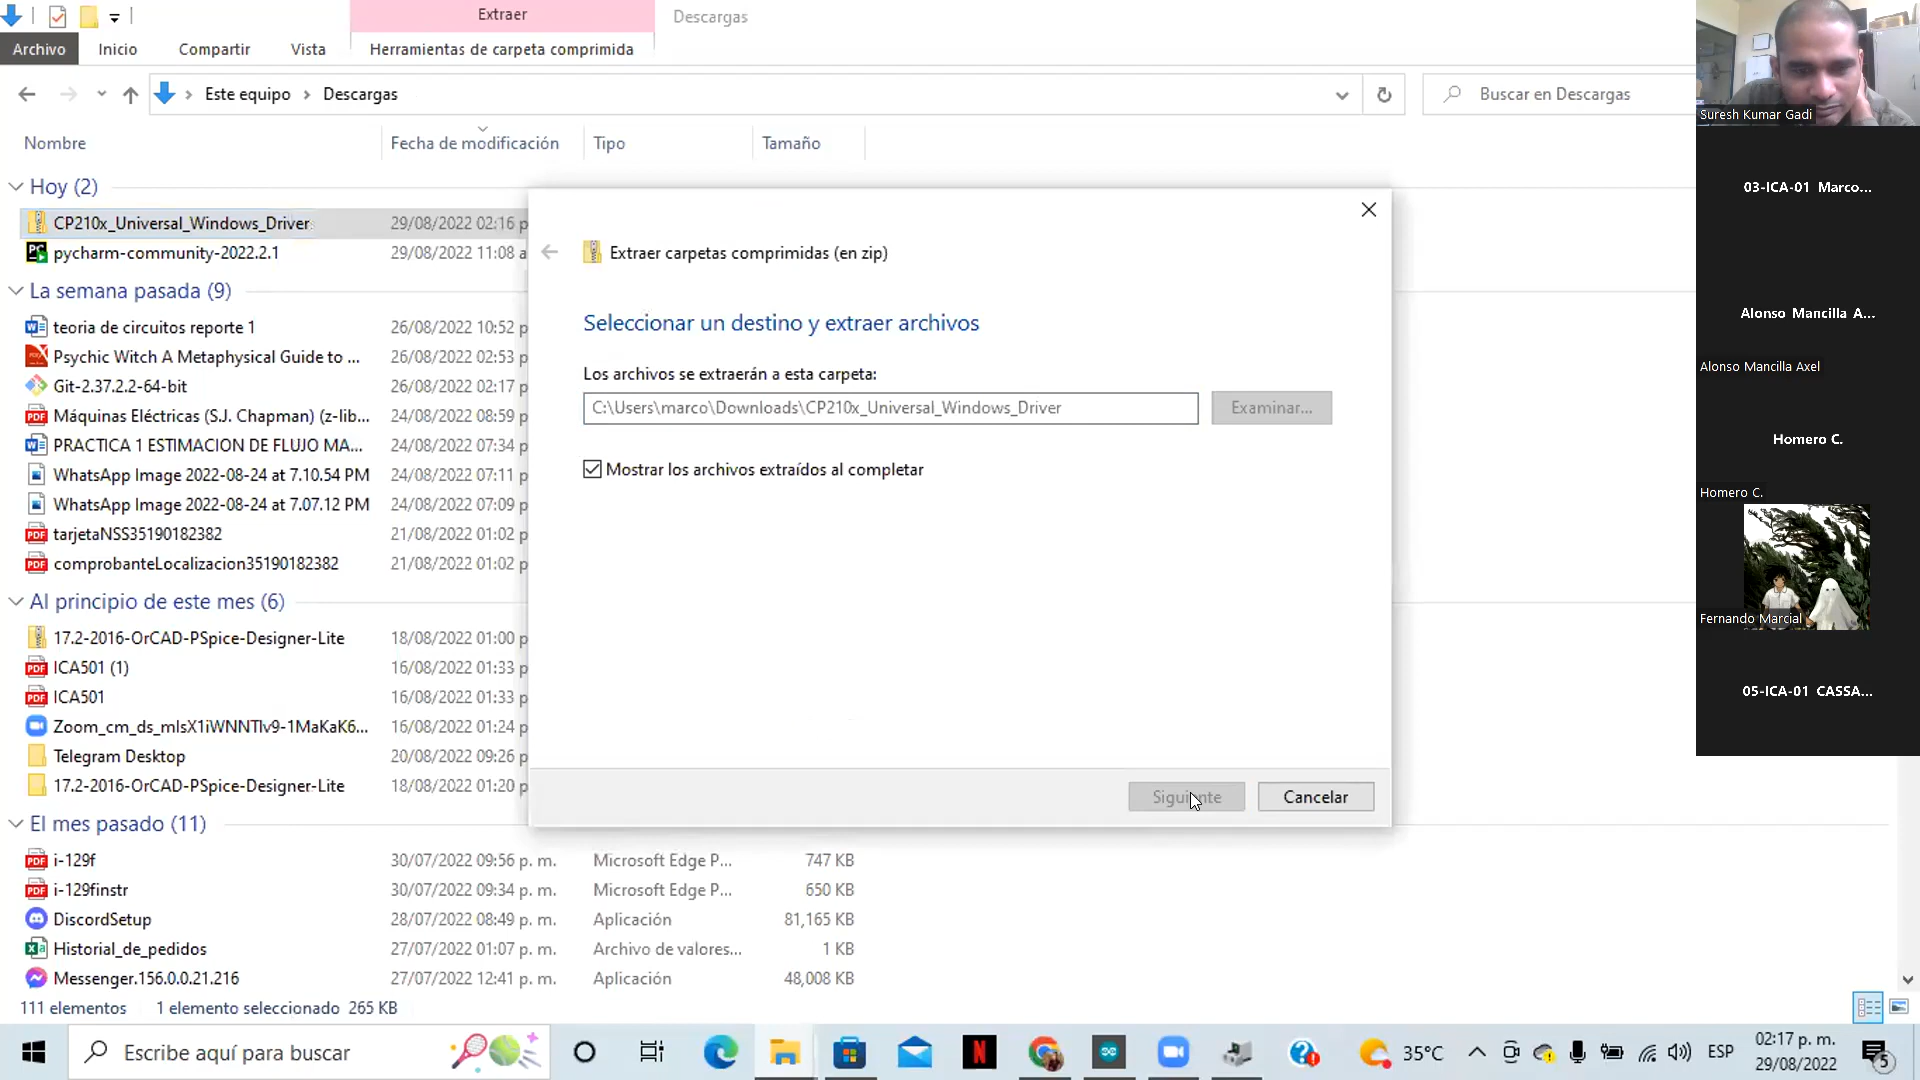 Extraer
Descargas
Archivo
Inicio
Compartir
Vista
Herramientas de carpeta comprimida
Este equipo
Descargas
Buscar en Descargas
Nombre
Fecha de modificación
Tipo
Tamaño
Hoy (2)
CP210x_Universal_Windows_Driver
29/08/2022 02:16 p
pycharm-community-2022.2.1
29/08/2022 11:08 a
La semana pasada (9)
teoria de circuitos reporte 1
26/08/2022 10:52 p
Psychic Witch A Metaphysical Guide to ...
26/08/2022 02:53 p
Git-2.37.2.2-64-bit
26/08/2022 02:17 p
Máquinas Eléctricas (S.J. Chapman) (z-lib...
24/08/2022 08:59 p
PRACTICA 1 ESTIMACION DE FLUJO MA...
24/08/2022 07:34 p
WhatsApp Image 2022-08-24 at 7.10.54 PM
24/08/2022 07:11 p
WhatsApp Image 2022-08-24 at 7.07.12 PM
24/08/2022 07:09 p
tarjetaNSS35190182382
21/08/2022 01:02 p
comprobanteLocalizacion35190182382
21/08/2022 01:02 p
Al principio de este mes (6)
17.2-2016-OrCAD-PSpice-Designer-Lite
18/08/2022 01:00 p
ICA501 (1)
16/08/2022 01:33 p
ICA501
16/08/2022 01:33 p
16/08/2022 01:24 p
Telegram Desktop
20/08/2022 09:26 p
17.2-2016-OrCAD-PSpice-Designer-Lite
18/08/2022 01:20 p
El mes pasado (11)
i-129f
30/07/2022 09:56 p. m.
Microsoft Edge P...
747 KB
i-129finstr
30/07/2022 09:34 p. m.
Microsoft Edge P...
650 KB
DiscordSetup
28/07/2022 08:49 p. m.
Aplicación
81,165 KB
Historial_de_pedidos
27/07/2022 01:07 p. m.
Archivo de valores...
1 KB
Messenger.156.0.0.21.216
27/07/2022 12:41 p. m.
Aplicación
48,008 KB
111 elementos
1 elemento seleccionado 265 KB
Extraer carpetas comprimidas (en zip)
Seleccionar un destino y extraer archivos
Los archivos se extraerán a esta carpeta:
C:\Users\marco\Downloads\CP210x_Universal_Windows_Driver
Examinar...
Mostrar los archivos extraídos al completar
Siguiente
Cancelar
Suresh Kumar Gadi
03-ICA-01 Marco...
Alonso Mancilla A...
Alonso Mancilla Axel
Homero C.
Homero C.
Fernando Marcial
05-ICA-01 CASSA...
Escribe aquí para buscar
35°C
ESP
02:17 p. m.
29/08/2022
5